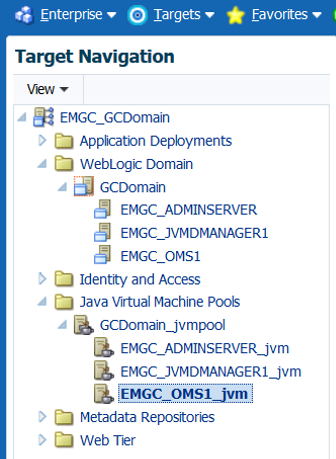 Enterprise Targets Favorites
Target Navigation
View
EMGC_GCDomain
Application Deployments
WebLogic Domain
GCDomain
EMGC_ADMINSERVER
EMGC_JVMDMANAGER1
EMGC_OMS1
Identity and Access
Java Virtual Machine Pools
GCDomain_jvmpool
EMGC_ADMINSERVER_jvm
EMGC_JVMDMANAGER1_jvm
EMGC_OMS1_jvm
Metadata Repositories
Web Tier